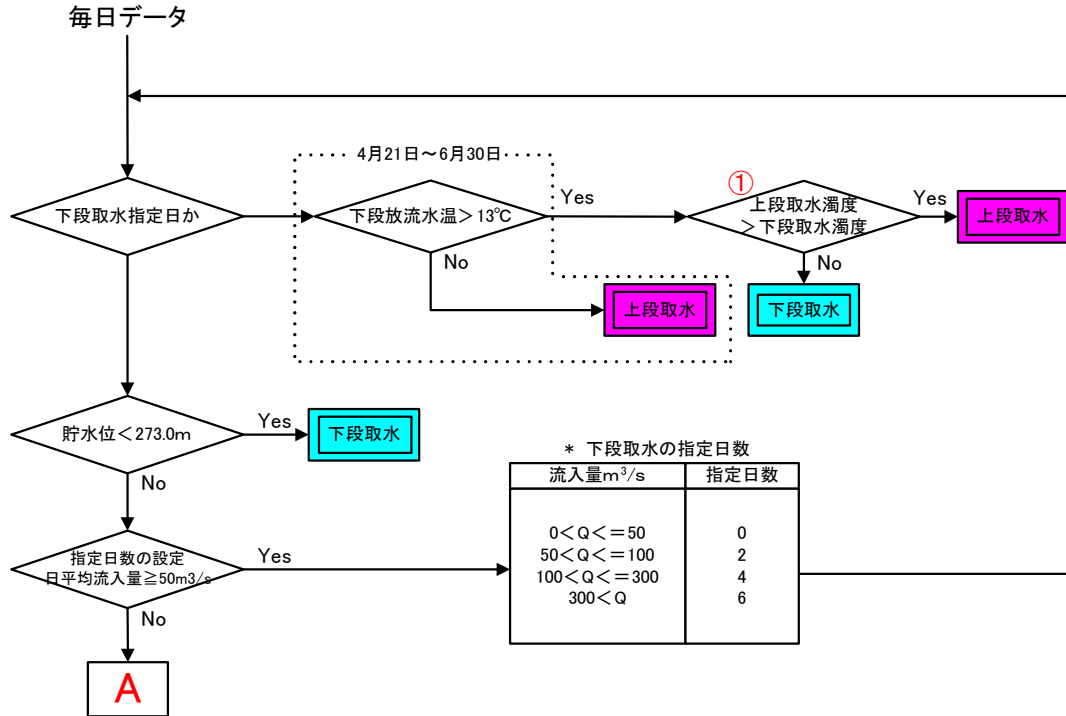 毎日データ
4月21日～6月30日
下段取水指定日か
下段放流水温＞13℃
Yes
①
上段取水濁度
＞下段取水濁度
Yes
上段取水
No
上段取水
No
下段取水
貯水位＜273.0m
Yes
下段取水
No
＊ 下段取水の指定日数
流入量m³/s 指定日数
0＜Q＜=50 0
50＜Q＜=100 2
100＜Q＜=300 4
300＜Q 6
指定日数の設定
日平均流入量≧50m3/s
Yes
No
A